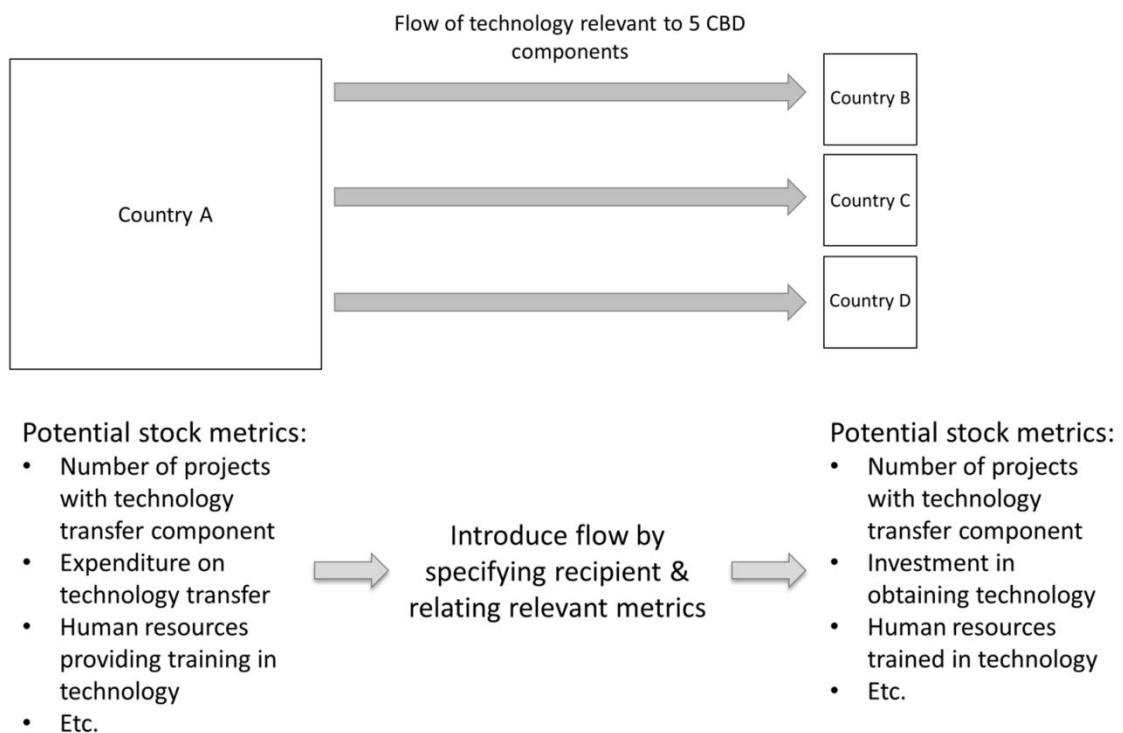 Flow of technology relevant to 5 CBD
components
Country A
Country B
Country C
Country D
Potential stock metrics:
• Number of projects
with technology
transfer component
• Expenditure on
technology transfer
• Human resources
providing training in
technology
• Etc.
Introduce flow by
specifying recipient &
relating relevant metrics
Potential stock metrics:
• Number of projects
with technology
transfer component
• Investment in
obtaining technology
• Human resources
trained in technology
• Etc.